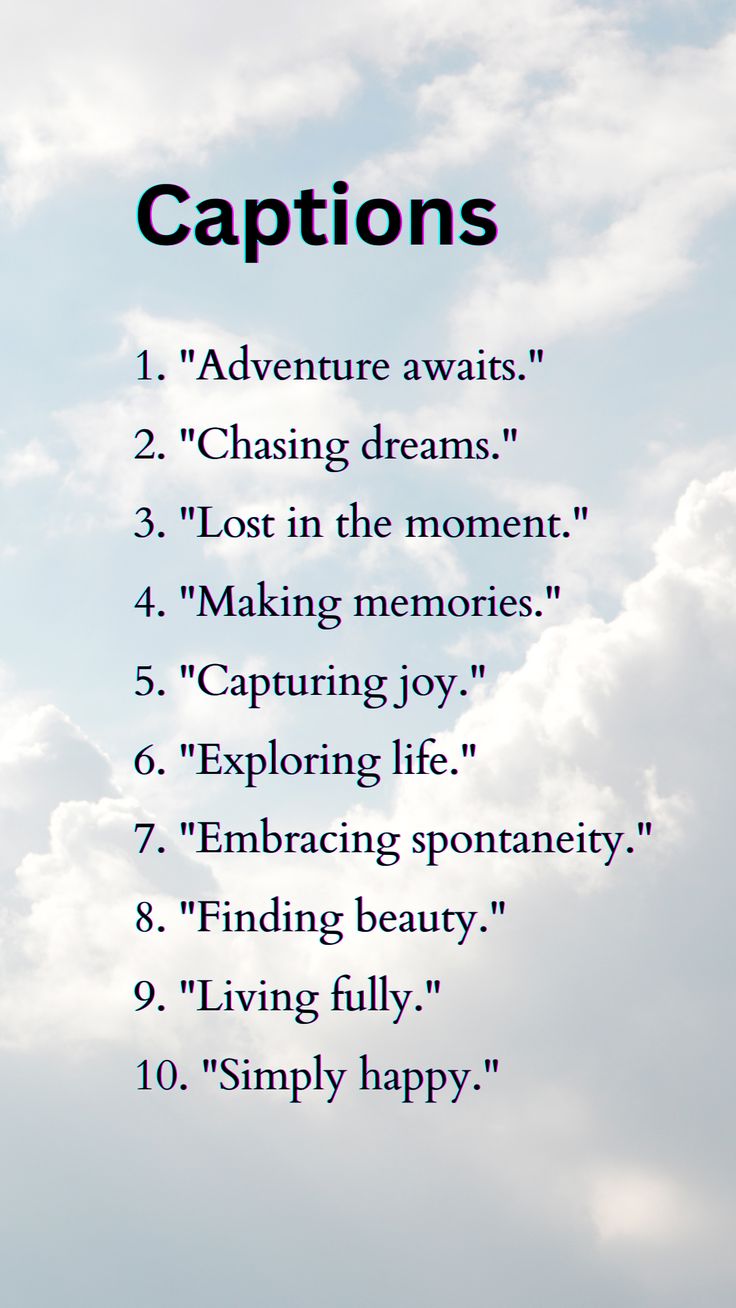 Captions
1. "Adventure awaits."
2. "Chasing dreams."
3. "Lost in the moment."
4. "Making memories."
5. "Capturing joy."
6. "Exploring life."
7. "Embracing spontaneity."
8. "Finding beauty."
9. "Living fully."
10. "Simply happy."